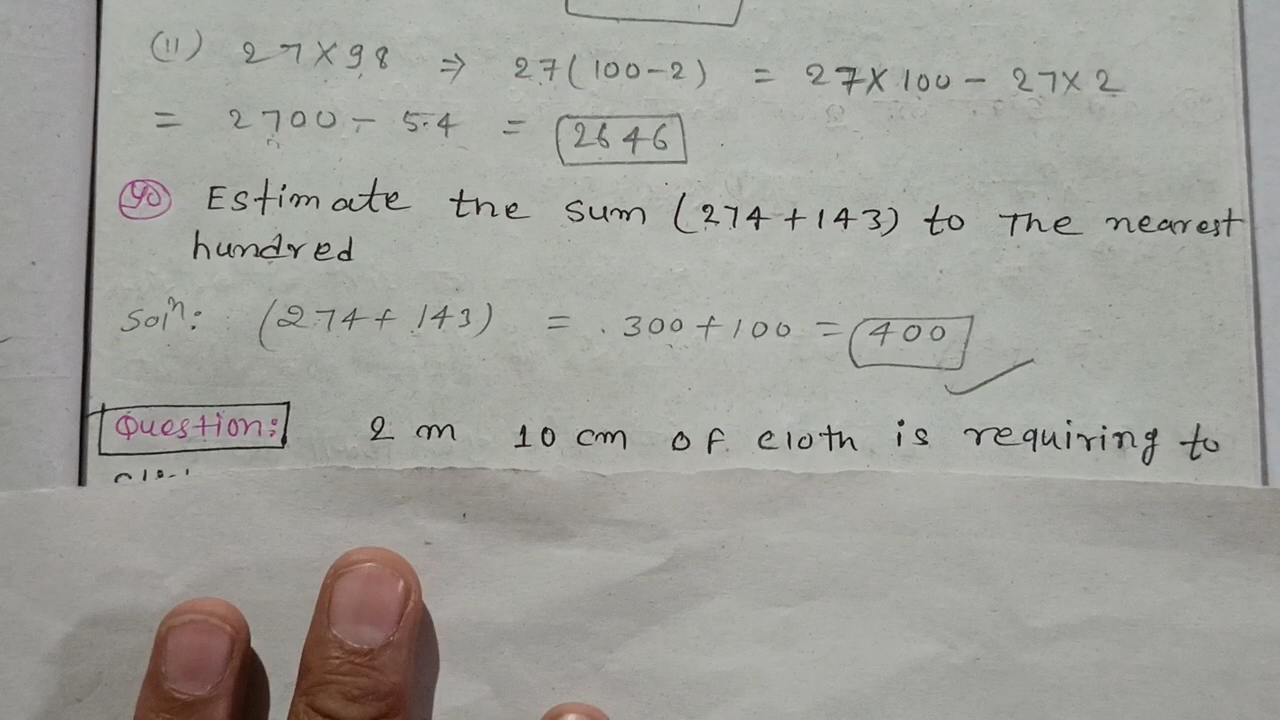 (11) 27×98 ⇒ 27(100-2) = 27×100 - 27×2
= 2700 - 54 = 2646
90 Estimate the sum (274+143) to The nearest
hundred
Solⁿ: (274+143) = 300+100 = 400
Question: 2 m 10 cm of cloth is requiring to